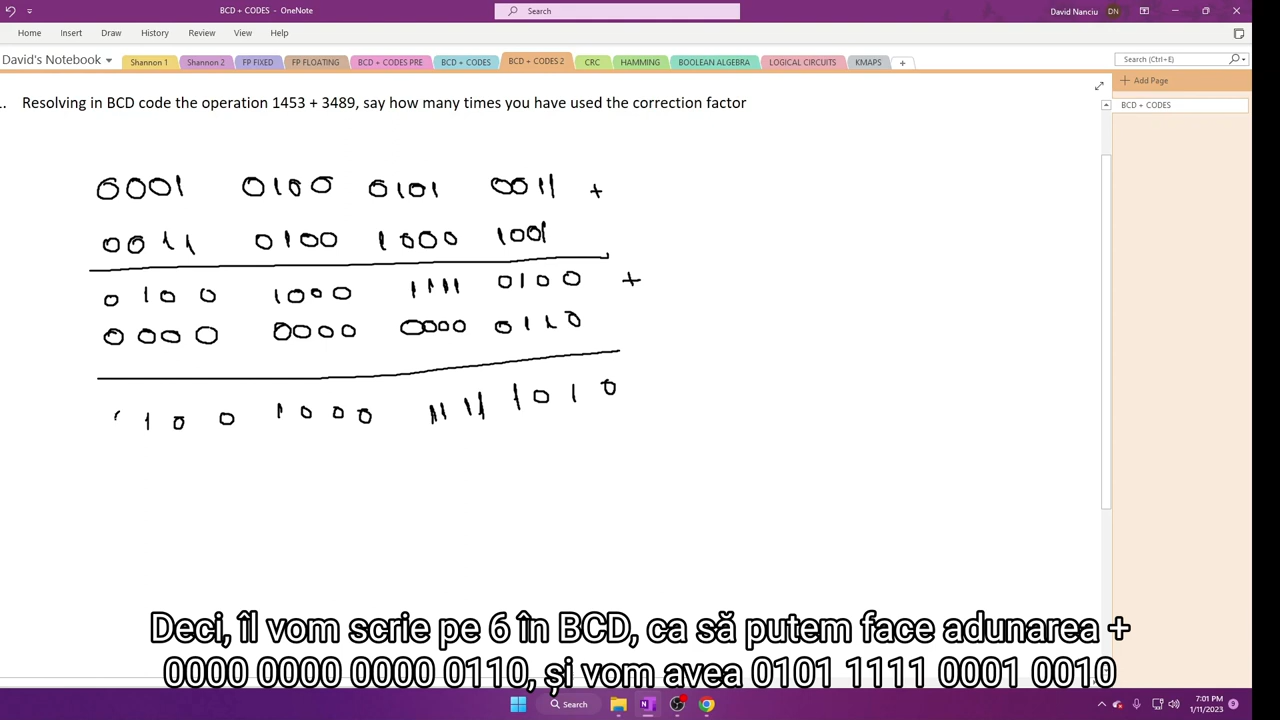 BCD + CODES - OneNote
Search
David Nanciu
DN
Home Insert Draw History Review View Help
David's Notebook
Shannon 1 Shannon 2 FP FIXED FP FLOATING BCD + CODES PRE BCD + CODES BCD + CODES 2 CRC HAMMING BOOLEAN ALGEBRA LOGICAL CIRCUITS KMAPS
Search (Ctrl+E)
Add Page
BCD + CODES
. Resolving in BCD code the operation 1453 + 3489, say how many times you have used the correction factor
0001 0100 0101 0011 +
0011 0100 1000 1001
0100 1000 1111 0100 +
0000 0000 0000 0110
100 1000 1111 1010
Deci, îl vom scrie pe 6 în BCD, ca să putem face adunarea +
0000 0000 0000 0110, și vom avea 0101 1111 0001 0010
Search
7:01 PM
1/11/2023